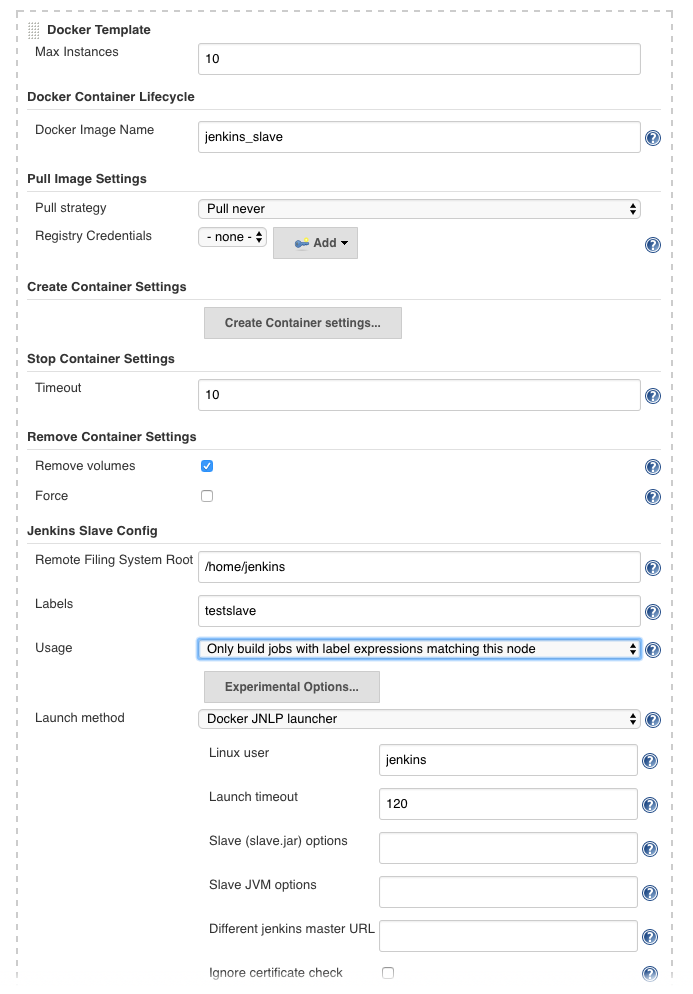 Docker Template
Max Instances
10
Docker Container Lifecycle
Docker Image Name
jenkins_slave
Pull Image Settings
Pull strategy
Pull never
Registry Credentials
- none -
Add
Create Container Settings
Create Container settings...
Stop Container Settings
Timeout
10
Remove Container Settings
Remove volumes
Force
Jenkins Slave Config
Remote Filing System Root
/home/jenkins
Labels
testslave
Usage
Only build jobs with label expressions matching this node
Experimental Options...
Launch method
Docker JNLP launcher
Linux user
jenkins
Launch timeout
120
Slave (slave.jar) options
Slave JVM options
Different jenkins master URL
Ignore certificate check